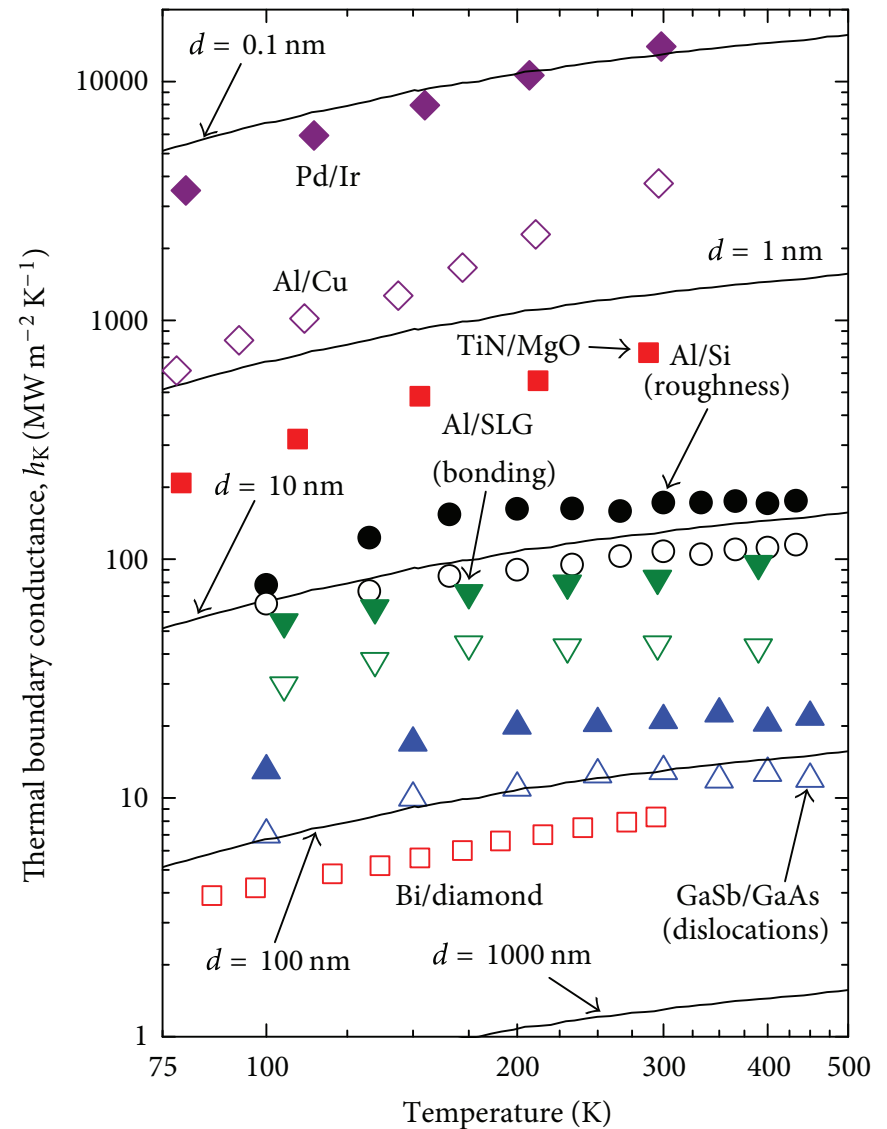 d = 0.1 nm
10000
Pd/Ir
d = 1 nm
Al/Cu
1000
TiN/MgO
Al/Si
(roughness)
Al/SLG
(bonding)
d = 10 nm
100
10
Bi/diamond
GaSb/GaAs
(dislocations)
d = 100 nm
d = 1000 nm
1
75
100
200
300
400
500
Temperature (K)
Thermal boundary conductance, hK (MW m−2 K−1)